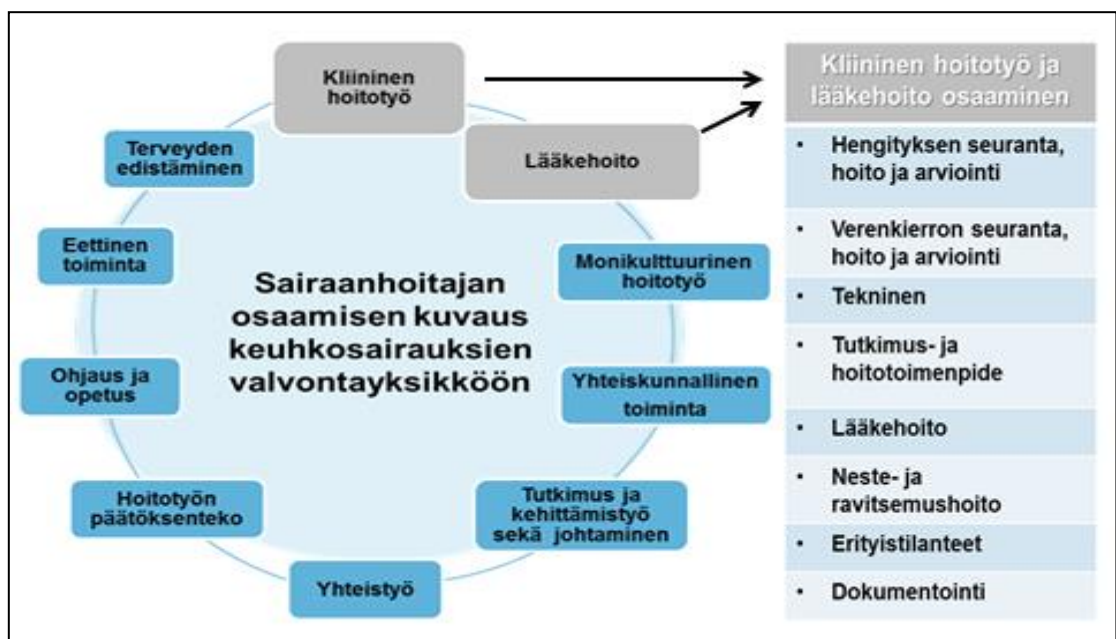 Kliininen
hoitotyö
Lääkehoito
Monikulttuurinen
hoitotyö
Yhteiskunnallinen
toiminta
Tutkimus ja
kehittämistyö
sekä johtaminen
Yhteistyö
Hoitotyön
päätöksenteko
Ohjaus ja
opetus
Eettinen
toiminta
Terveyden
edistäminen
Sairaanhoitajan
osaamisen kuvaus
keuhkosairauksien
valvontayksikköön
Kliininen hoitotyö ja
lääkehoito osaaminen
• Hengityksen seuranta,
hoito ja arviointi
• Verenkierron seuranta,
hoito ja arviointi
• Tekninen
• Tutkimus- ja
hoitotoimenpide
• Lääkehoito
• Neste- ja
ravitsemushoito
• Erityistilanteet
• Dokumentointi